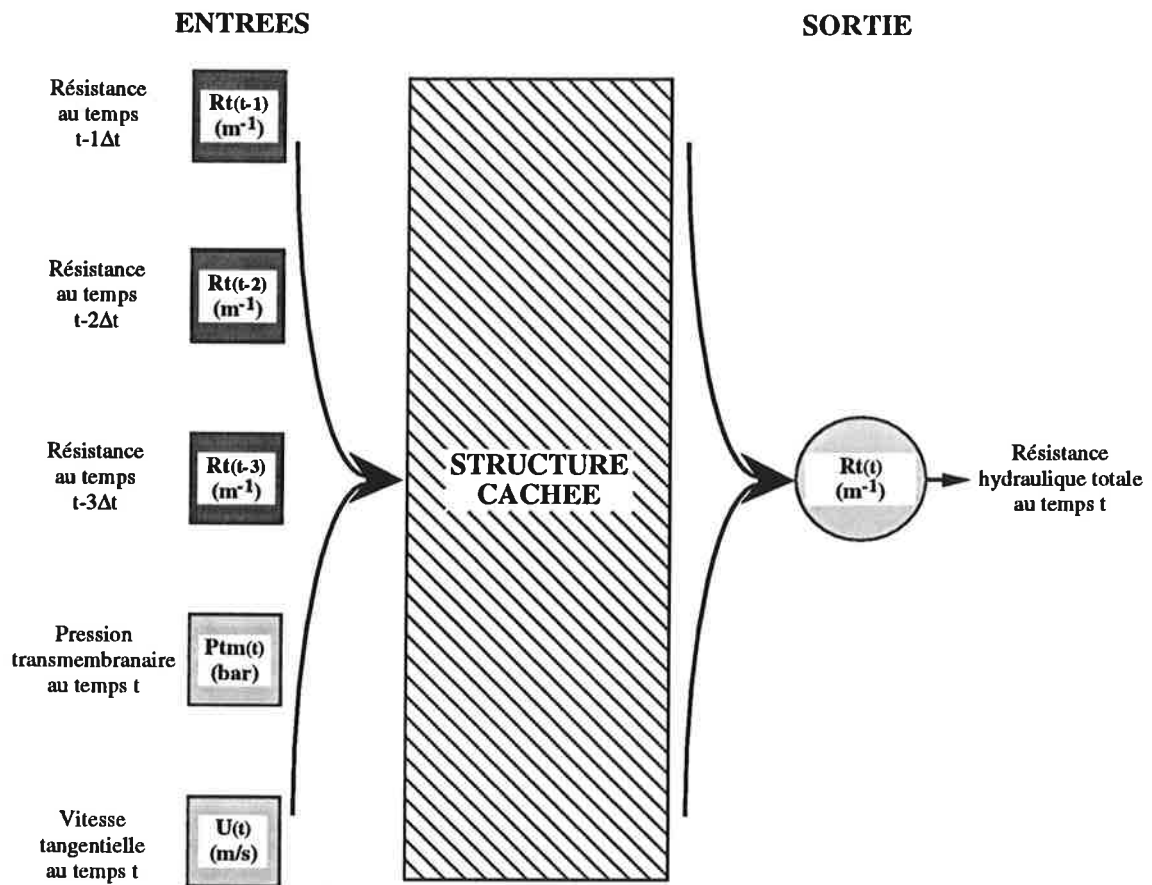 ENTREES
SORTIE
Résistance
au temps
t-1Δt
Rt(t-1)
(m⁻¹)
Résistance
au temps
t-2Δt
Rt(t-2)
(m⁻¹)
Résistance
au temps
t-3Δt
Rt(t-3)
(m⁻¹)
Pression
transmembranaire
au temps t
Ptm(t)
(bar)
Vitesse
tangentielle
au temps t
U(t)
(m/s)
STRUCTURE
CACHEE
Rt(t)
(m⁻¹)
Résistance
hydraulique totale
au temps t